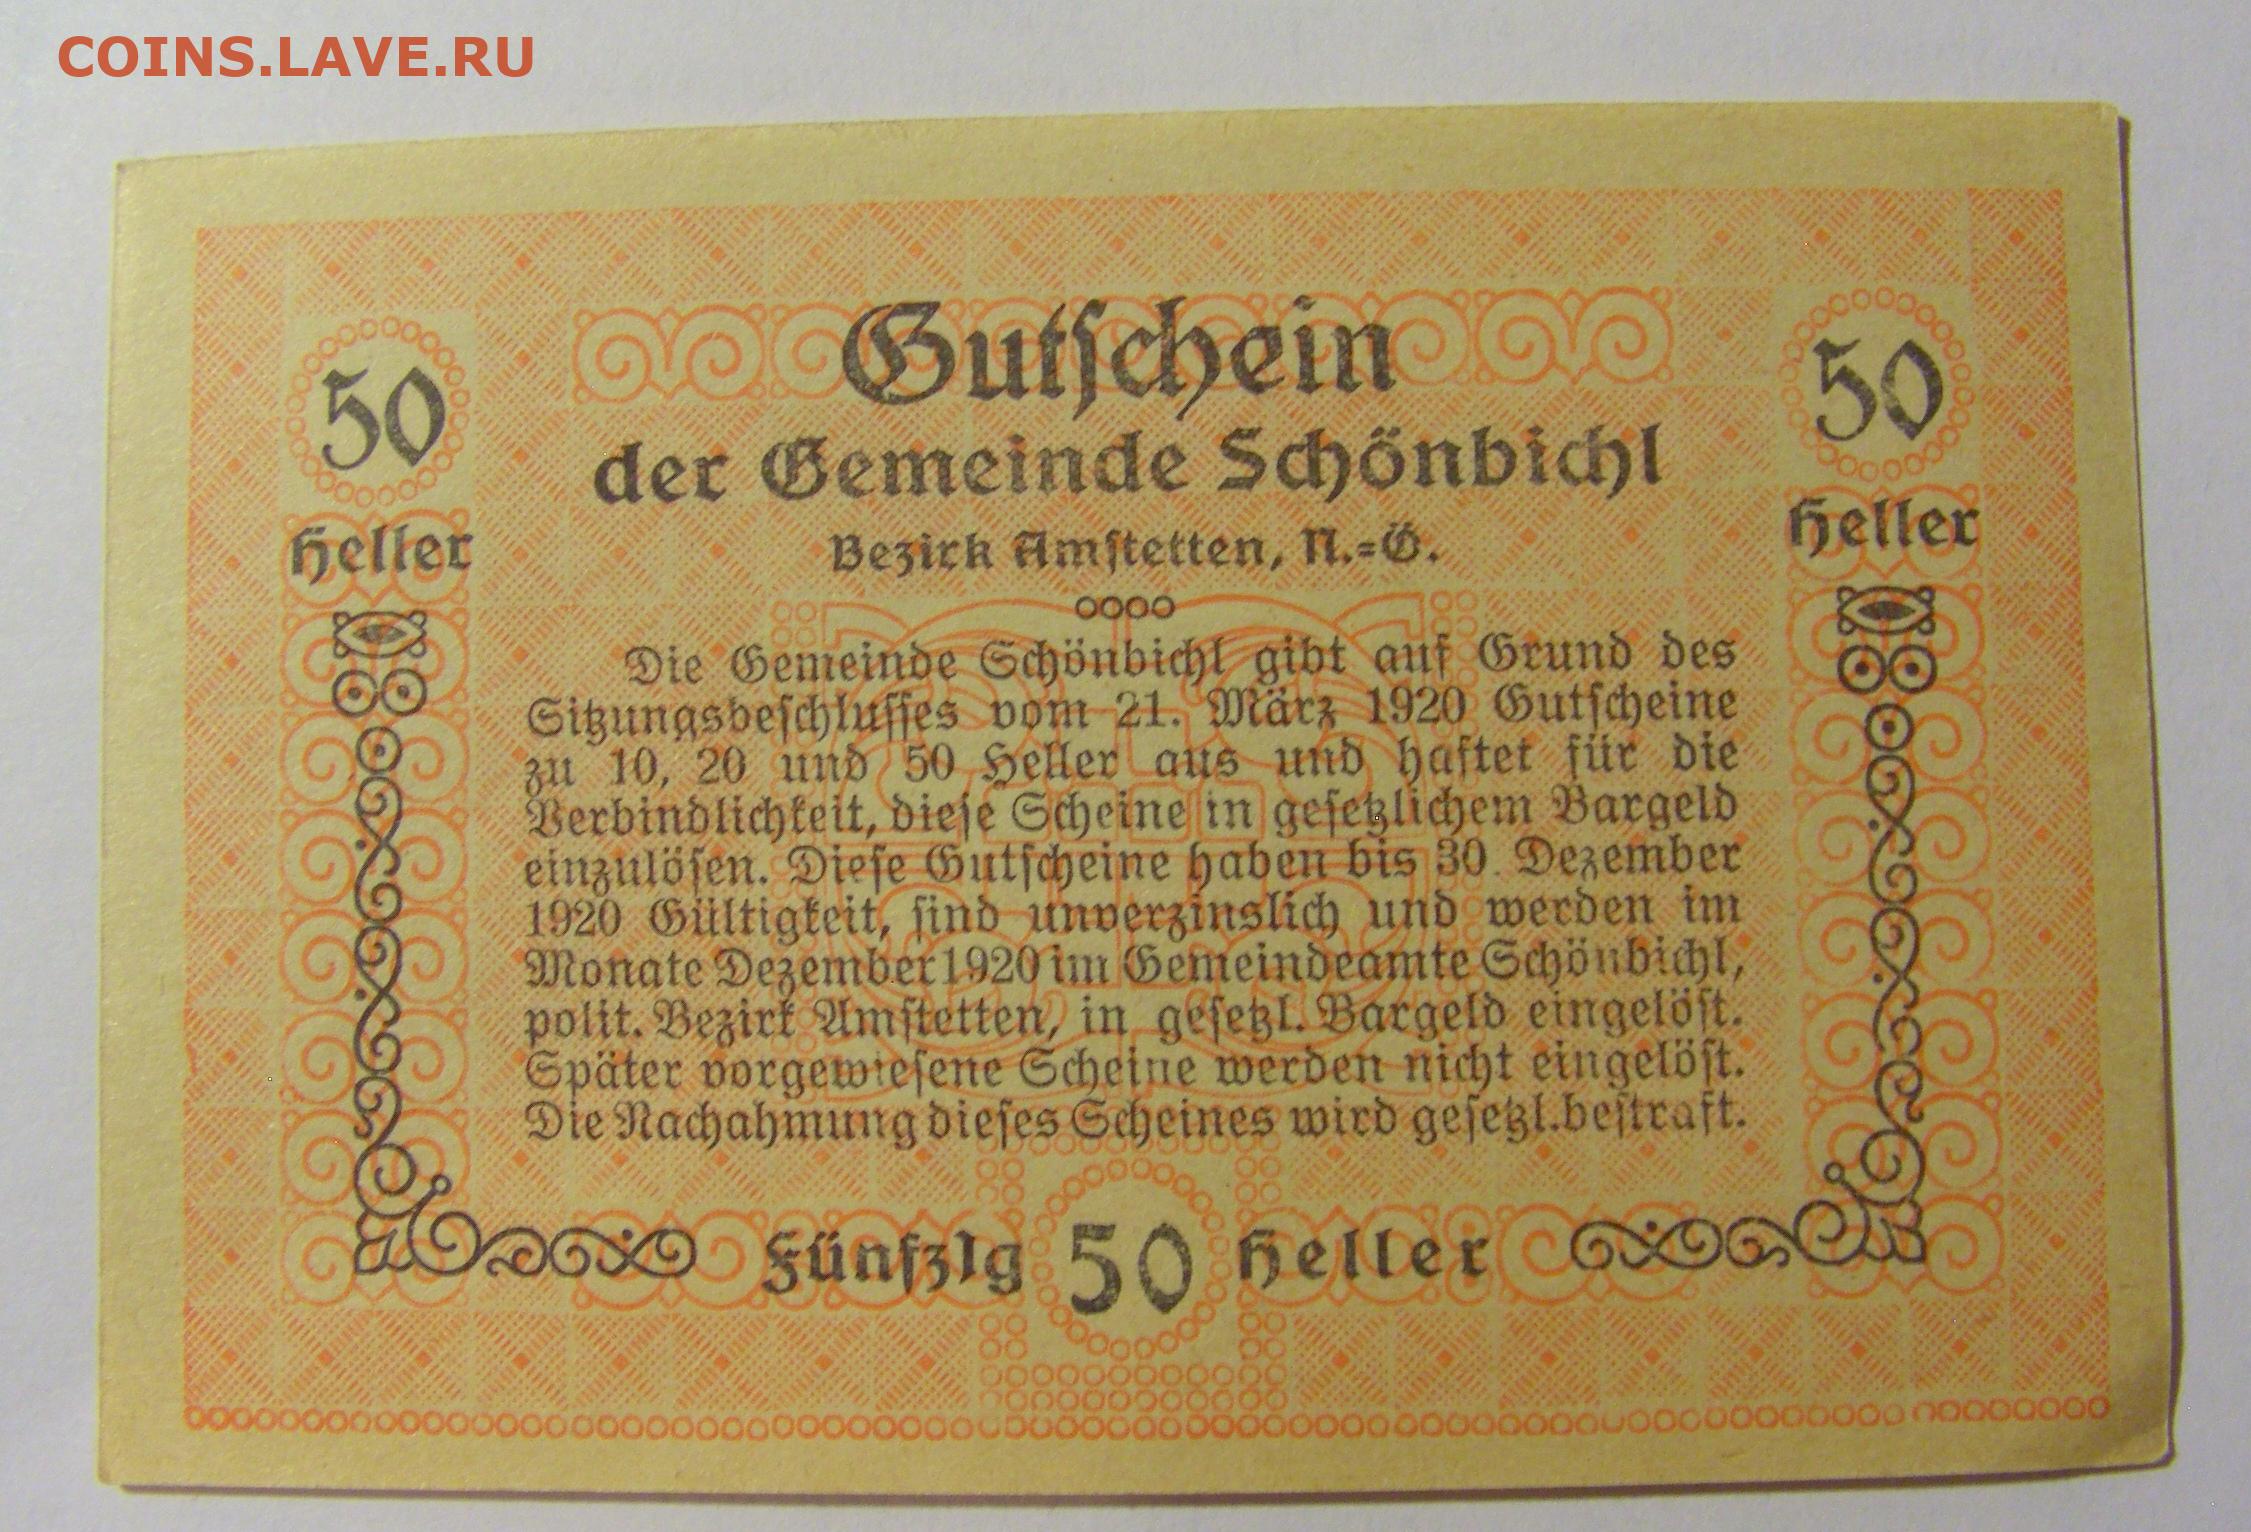 COINS.LAVE.RU
Gutschein
50
50
der Gemeinde Schönbichl
Heller
Heller
Bezirk Amstetten, N.=Ö.
Die Gemeinde Schönbichl gibt auf Grund des
Sitzungsbeschlusses vom 21. März 1920 Gutscheine
zu 10, 20 und 50 Heller aus und haftet für die
Verbindlichkeit, diese Scheine in gesetzlichem Bargeld
einzulösen. Diese Gutscheine haben bis 30. Dezember
1920 Gültigkeit, sind unverzinslich und werden im
Monate Dezember 1920 im Gemeindeamte Schönbichl,
polit. Bezirk Amstetten, in gesetzl. Bargeld eingelöst.
Später vorgewiesene Scheine werden nicht eingelöst.
Die Nachahmung dieses Scheines wird gesetzl. bestraft.
Fünfzig 50 Heller